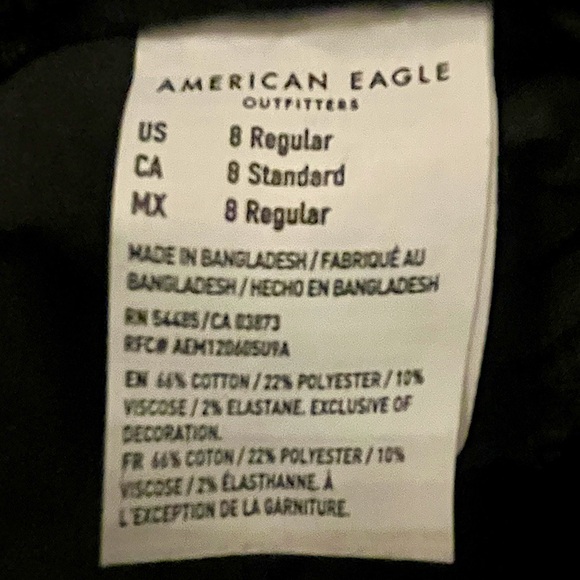 AMERICAN EAGLE
OUTFITTERS
US 8 Regular
CA 8 Standard
MX 8 Regular
MADE IN BANGLADESH / FABRIQUÉ AU
BANGLADESH / HECHO EN BANGLADESH
RN 54485 / CA 03873
RFC# AEM120605U9A
EN 66% COTTON / 22% POLYESTER / 10%
VISCOSE / 2% ELASTANE. EXCLUSIVE OF
DECORATION.
FR 66% COTON / 22% POLYESTER / 10%
VISCOSE / 2% ÉLASTHANNE. À
L'EXCEPTION DE LA GARNITURE.